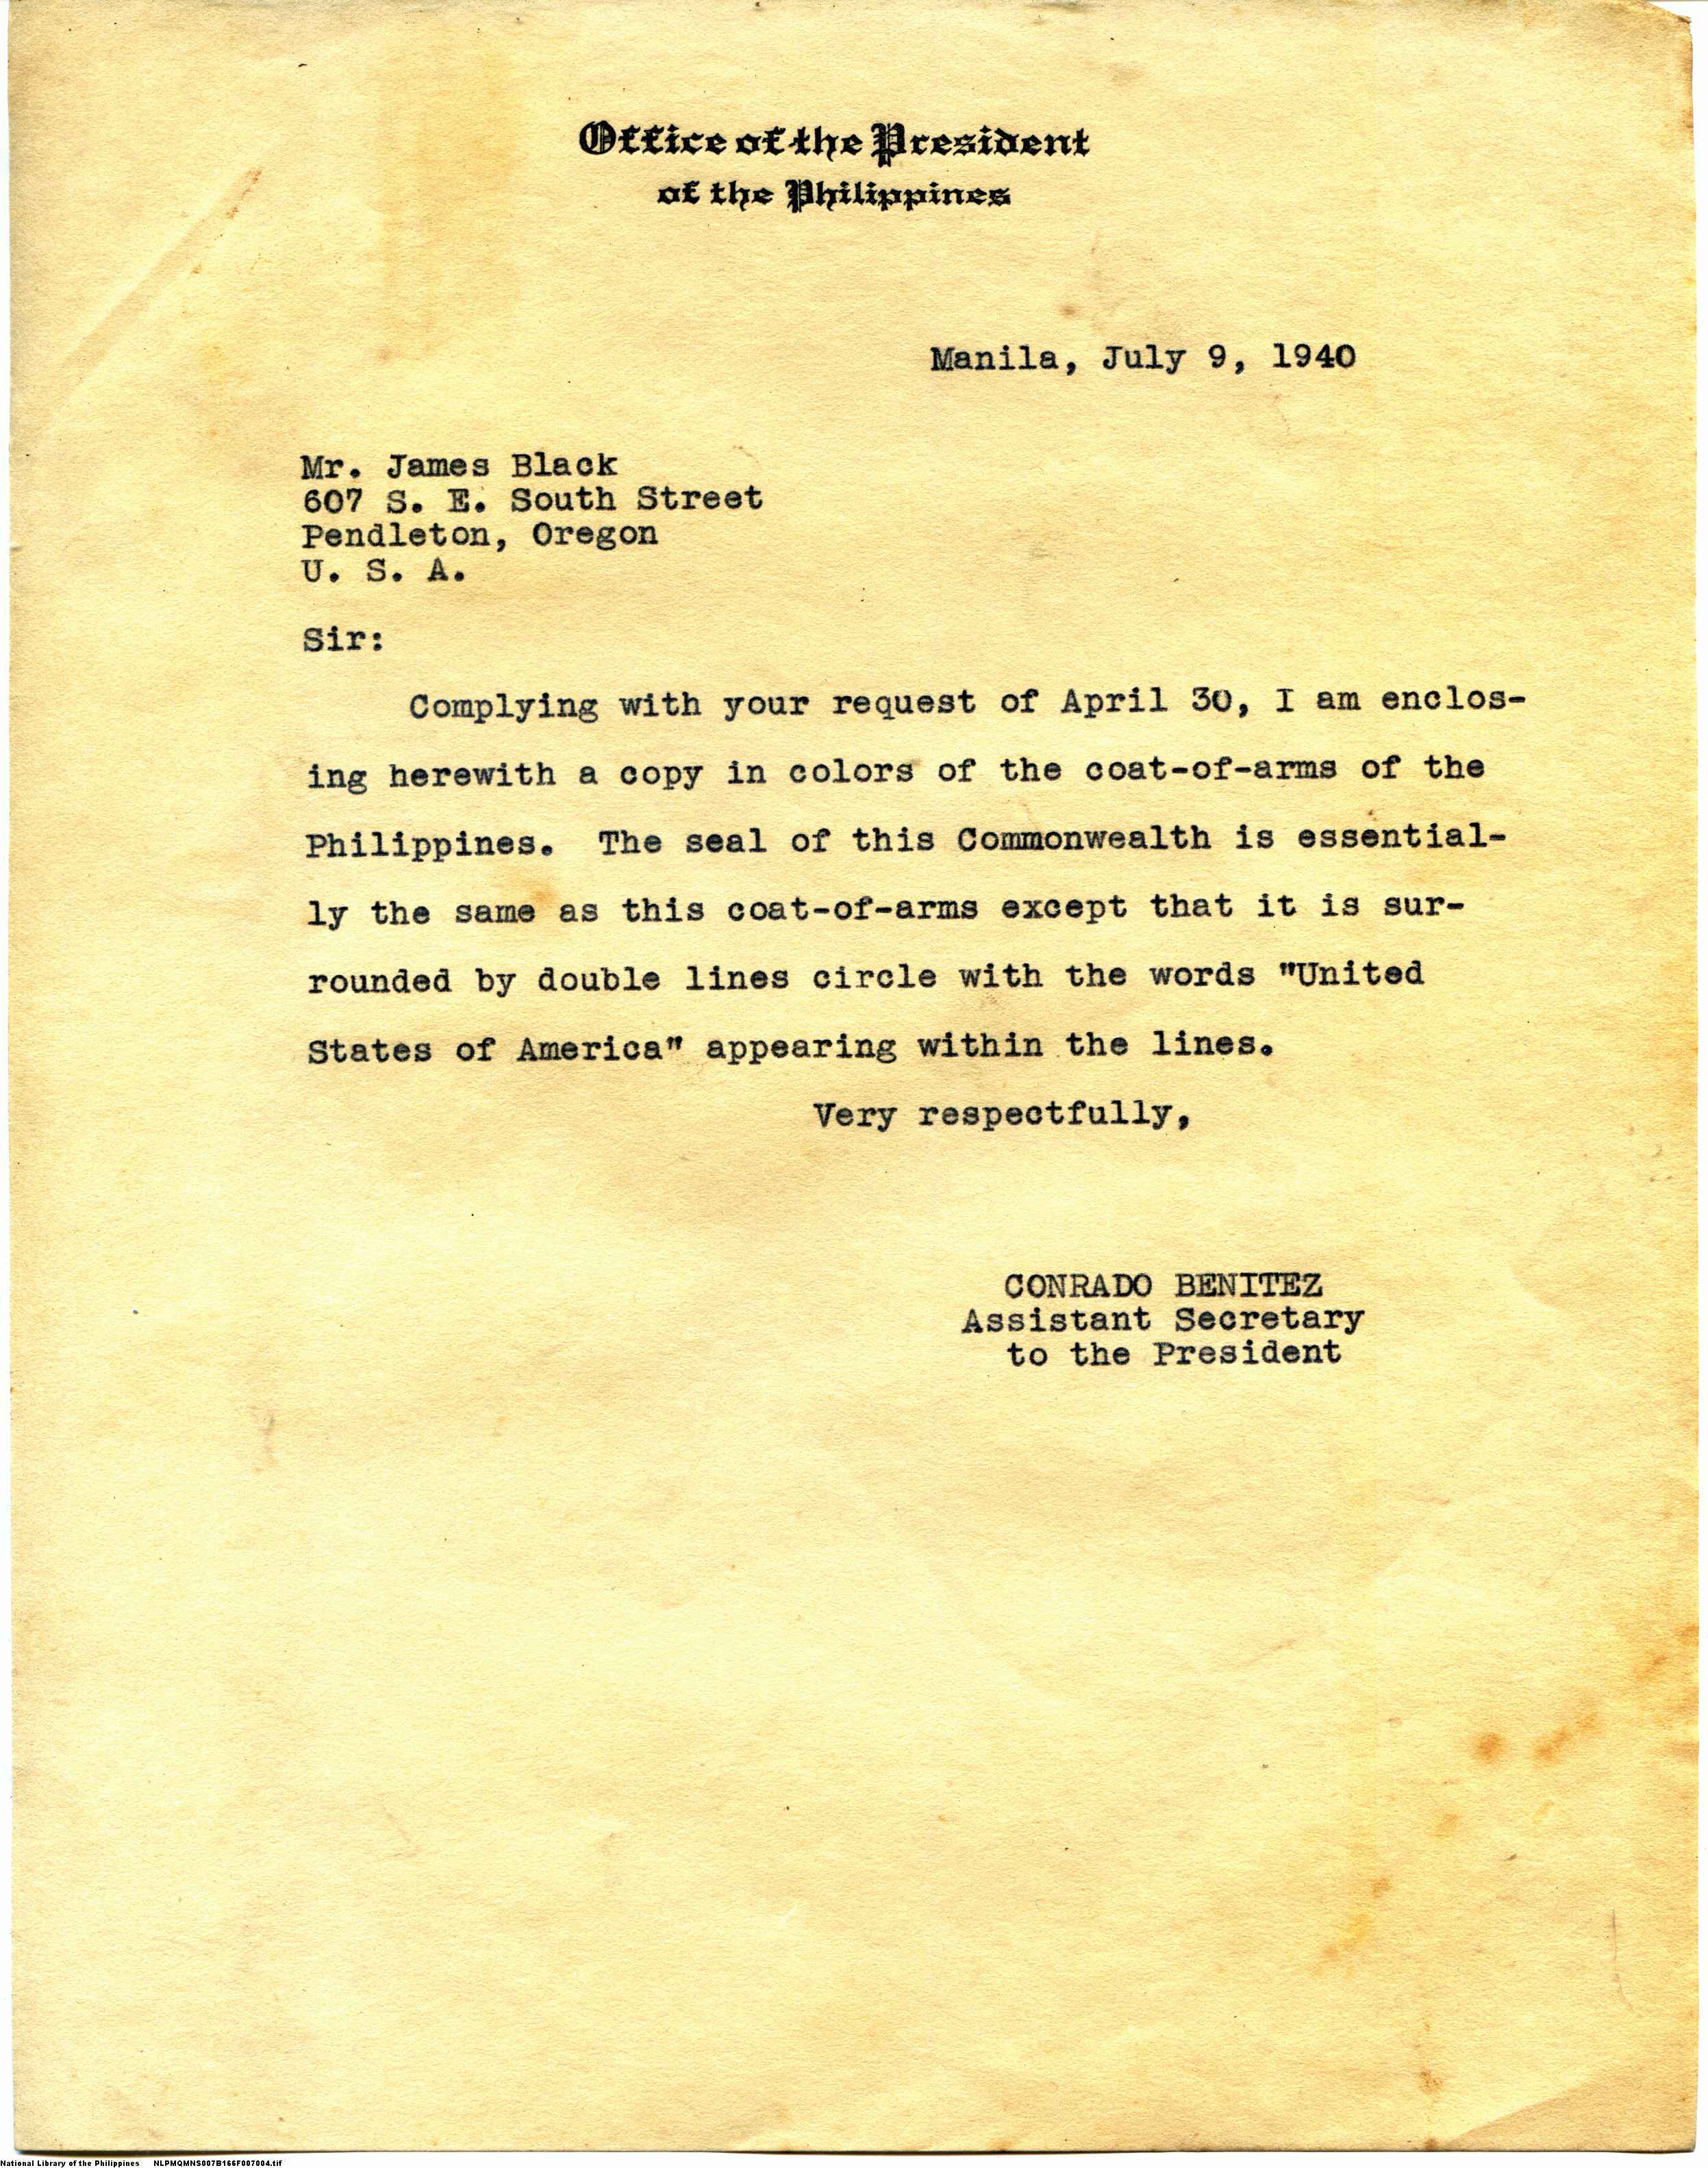 Office of the President
of the Philippines
Manila, July 9, 1940
Mr. James Black
607 S. E. South Street
Pendleton, Oregon
U. S. A.
Sir:
Complying with your request of April 30, I am enclos-
ing herewith a copy in colors of the coat-of-arms of the
Philippines. The seal of this Commonwealth is essential-
ly the same as this coat-of-arms except that it is sur-
rounded by double lines circle with the words "United
States of America" appearing within the lines.
Very respectfully,
CONRADO BENITEZ
Assistant Secretary
to the President
National Library of the Philippines NLPMQMNS007B166F007004.tif